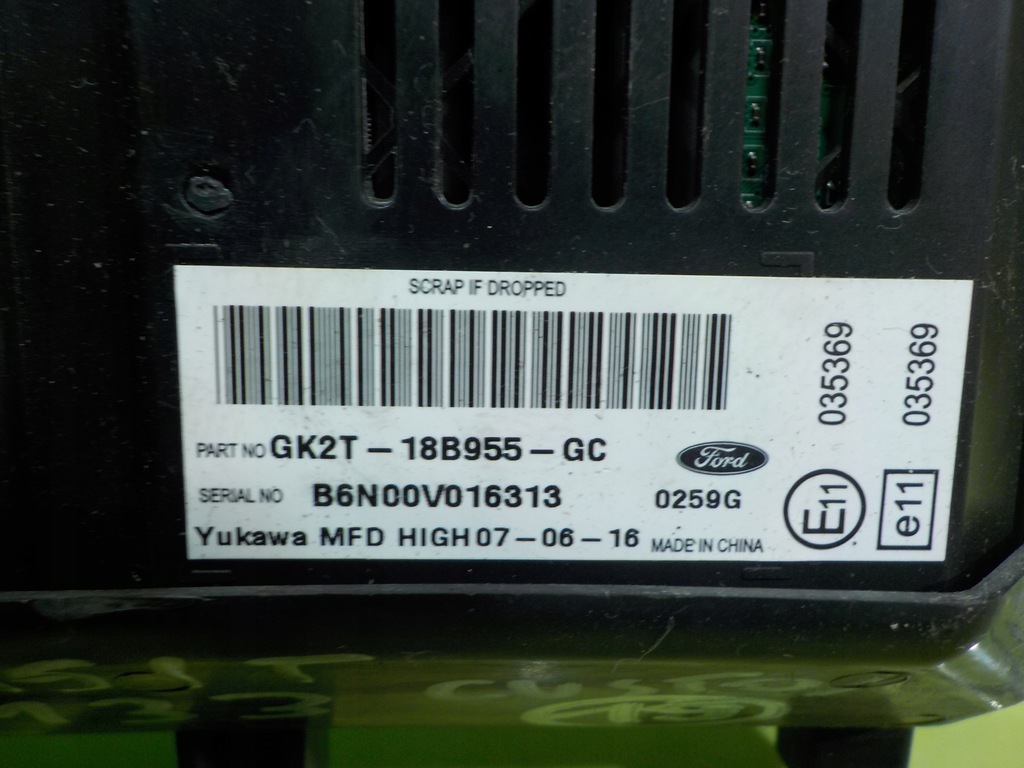 SCRAP IF DROPPED
PART NO GK2T-18B955-GC
Ford
SERIAL NO B6N00V016313
0259G
Yukawa MFD HIGH 07-06-16 MADE IN CHINA
035369
E11
035369
e11